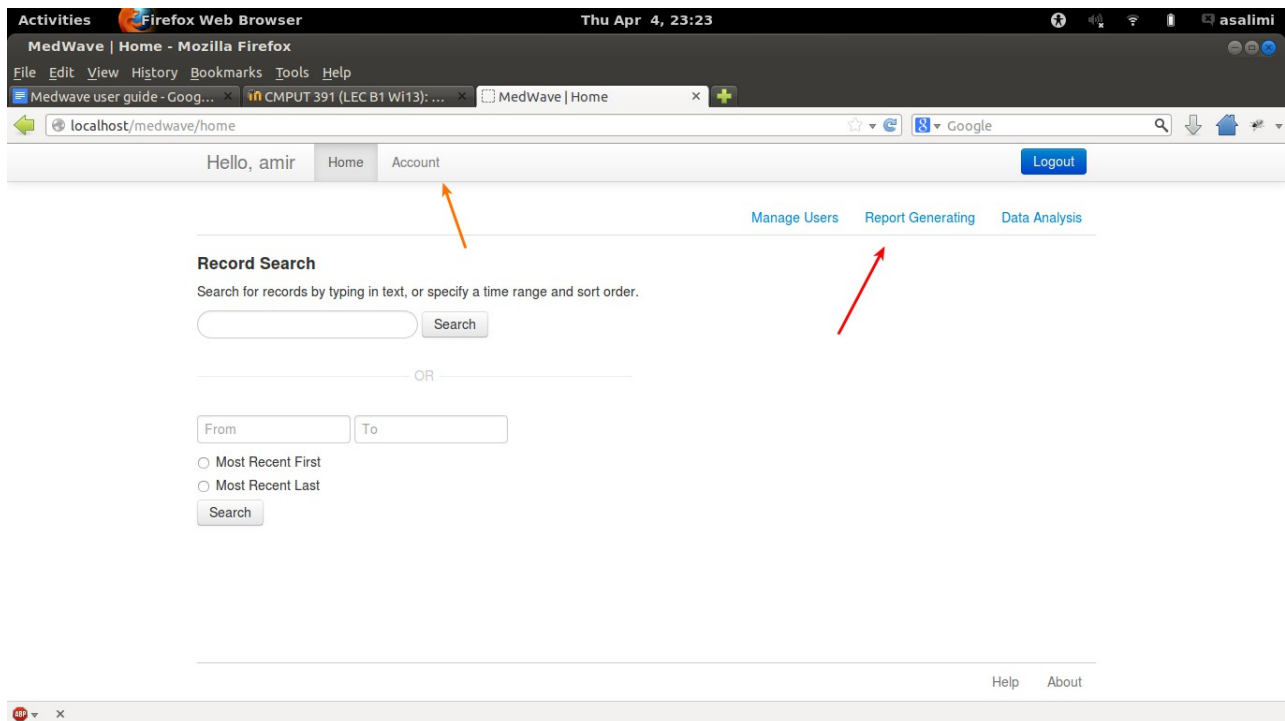 Activities Firefox Web Browser Thu Apr 4, 23:23 asalimi
MedWave | Home - Mozilla Firefox
File Edit View History Bookmarks Tools Help
Medwave user guide - Goog... CMPUT 391 (LEC B1 Wi13): ... MedWave | Home
localhost/medwave/home Google
Hello, amir Home Account Logout
Manage Users Report Generating Data Analysis
Record Search
Search for records by typing in text, or specify a time range and sort order.
Search
OR
From To
Most Recent First
Most Recent Last
Search
Help About
ABP